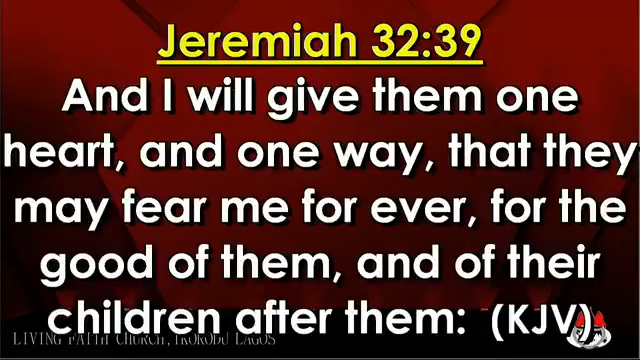 Jeremiah 32:39
And I will give them one
heart, and one way, that they
may fear me for ever, for the
good of them, and of their
children after them: (KJV)
LIVING FAITH CHURCH, IKORODU LAGOS